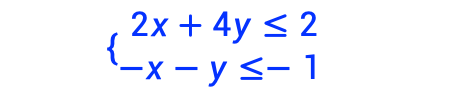 { 2x + 4y ≤ 2
−x − y ≤− 1